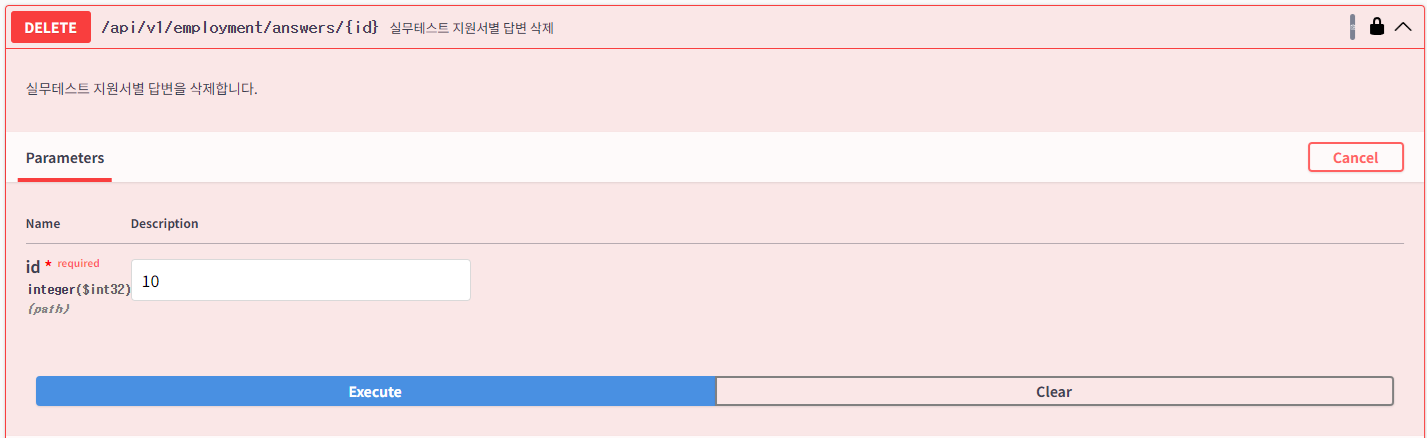 DELETE /api/v1/employment/answers/{id} 실무테스트 지원서별 답변 삭제
실무테스트 지원서별 답변을 삭제합니다.
Parameters Cancel
Name Description
id * required
10
integer($int32)
(path)
Execute Clear